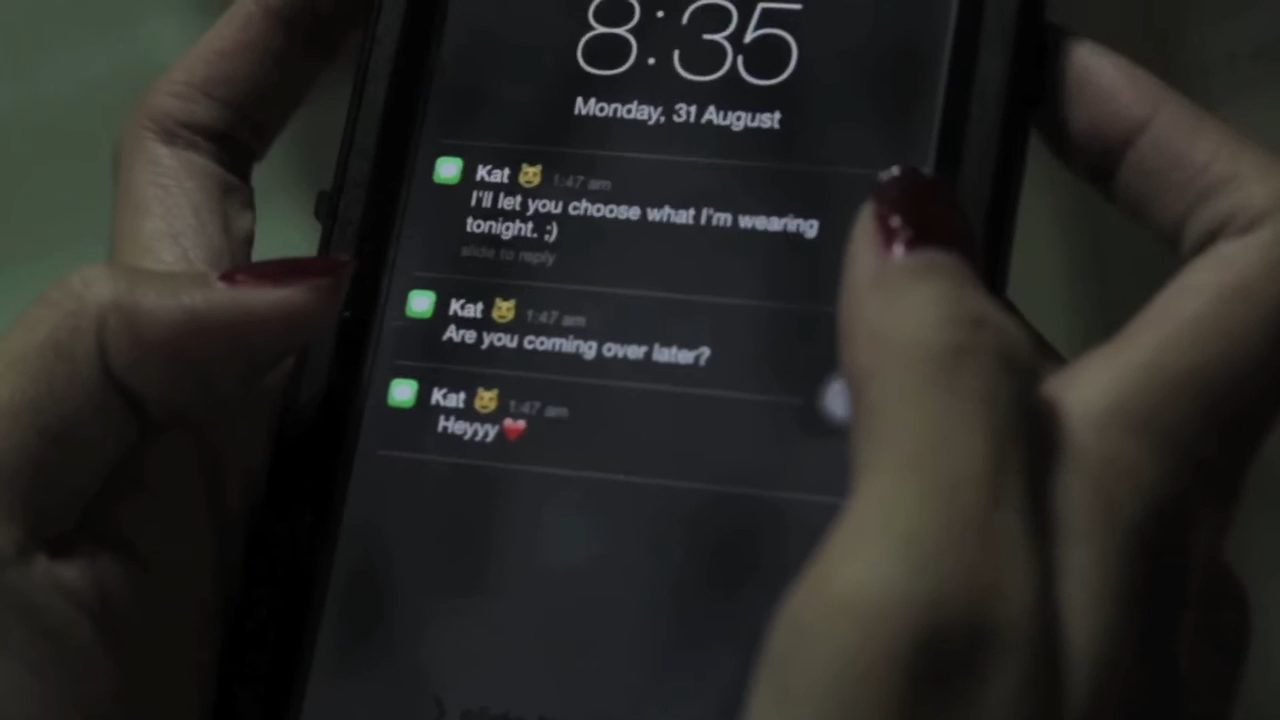 8:35
Monday, 31 August
Kat 😼 1:47 am
I'll let you choose what I'm wearing
tonight. ;)
slide to reply
Kat 😼 1:47 am
Are you coming over later?
Kat 😼 1:47 am
Heyyy❤️